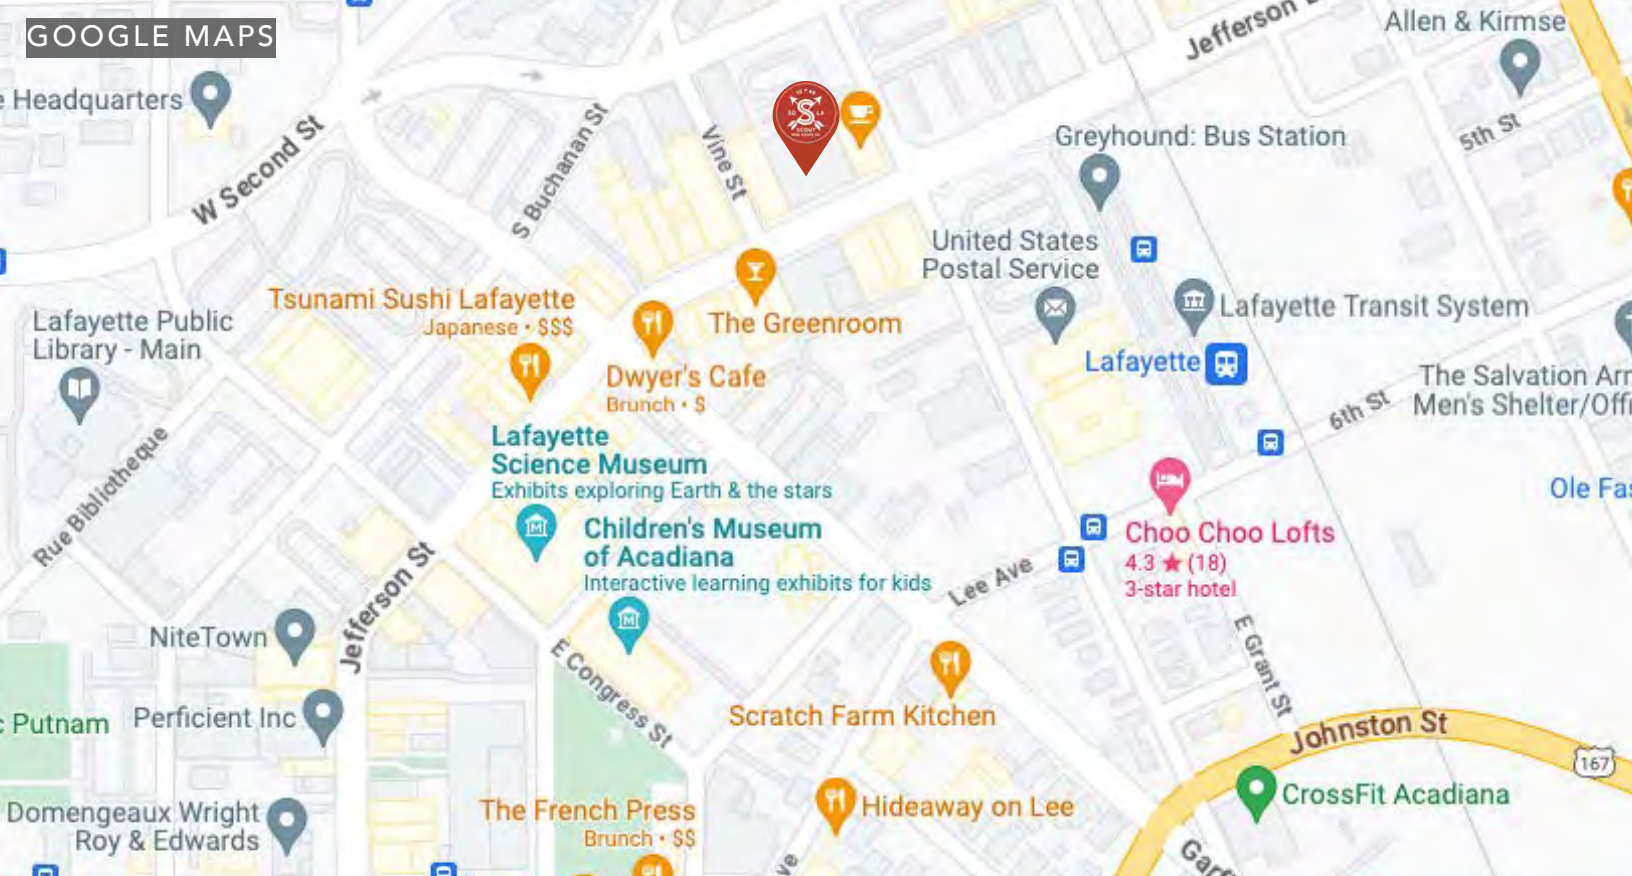 GOOGLE MAPS
Jefferson
Allen & Kirmse
e Headquarters
W Second St
S Buchanan St
Vine St
S
SCOUT
5th St
Greyhound: Bus Station
United States
Postal Service
Tsunami Sushi Lafayette
Japanese • $$$
Lafayette Public
Library - Main
The Greenroom
Lafayette Transit System
Lafayette
Dwyer's Cafe
Brunch • $
The Salvation Arm
Men's Shelter/Offi
6th St
Rue Bibliotheque
Lafayette
Science Museum
Exhibits exploring Earth & the stars
Ole Fas
Children's Museum
of Acadiana
Interactive learning exhibits for kids
Choo Choo Lofts
4.3 ★ (18)
3-star hotel
Lee Ave
Jefferson St
NiteTown
E Congress St
E Grant St
c Putnam
Perficient Inc
Scratch Farm Kitchen
Johnston St
167
Domengeaux Wright
Roy & Edwards
The French Press
Brunch • $$
Hideaway on Lee
CrossFit Acadiana
ve
Garf